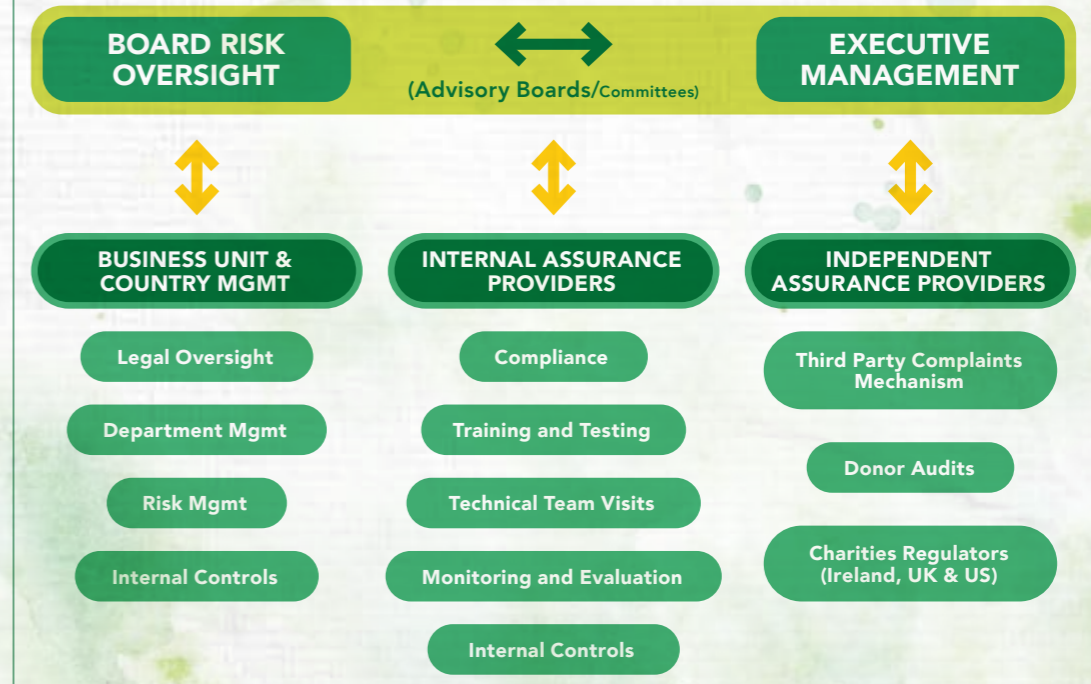 BOARD RISK
OVERSIGHT
(Advisory Boards/Committees)
EXECUTIVE
MANAGEMENT
BUSINESS UNIT &
COUNTRY MGMT
Legal Oversight
Department Mgmt
Risk Mgmt
Internal Controls
INTERNAL ASSURANCE
PROVIDERS
Compliance
Training and Testing
Technical Team Visits
Monitoring and Evaluation
Internal Controls
INDEPENDENT
ASSURANCE PROVIDERS
Third Party Complaints
Mechanism
Donor Audits
Charities Regulators
(Ireland, UK & US)